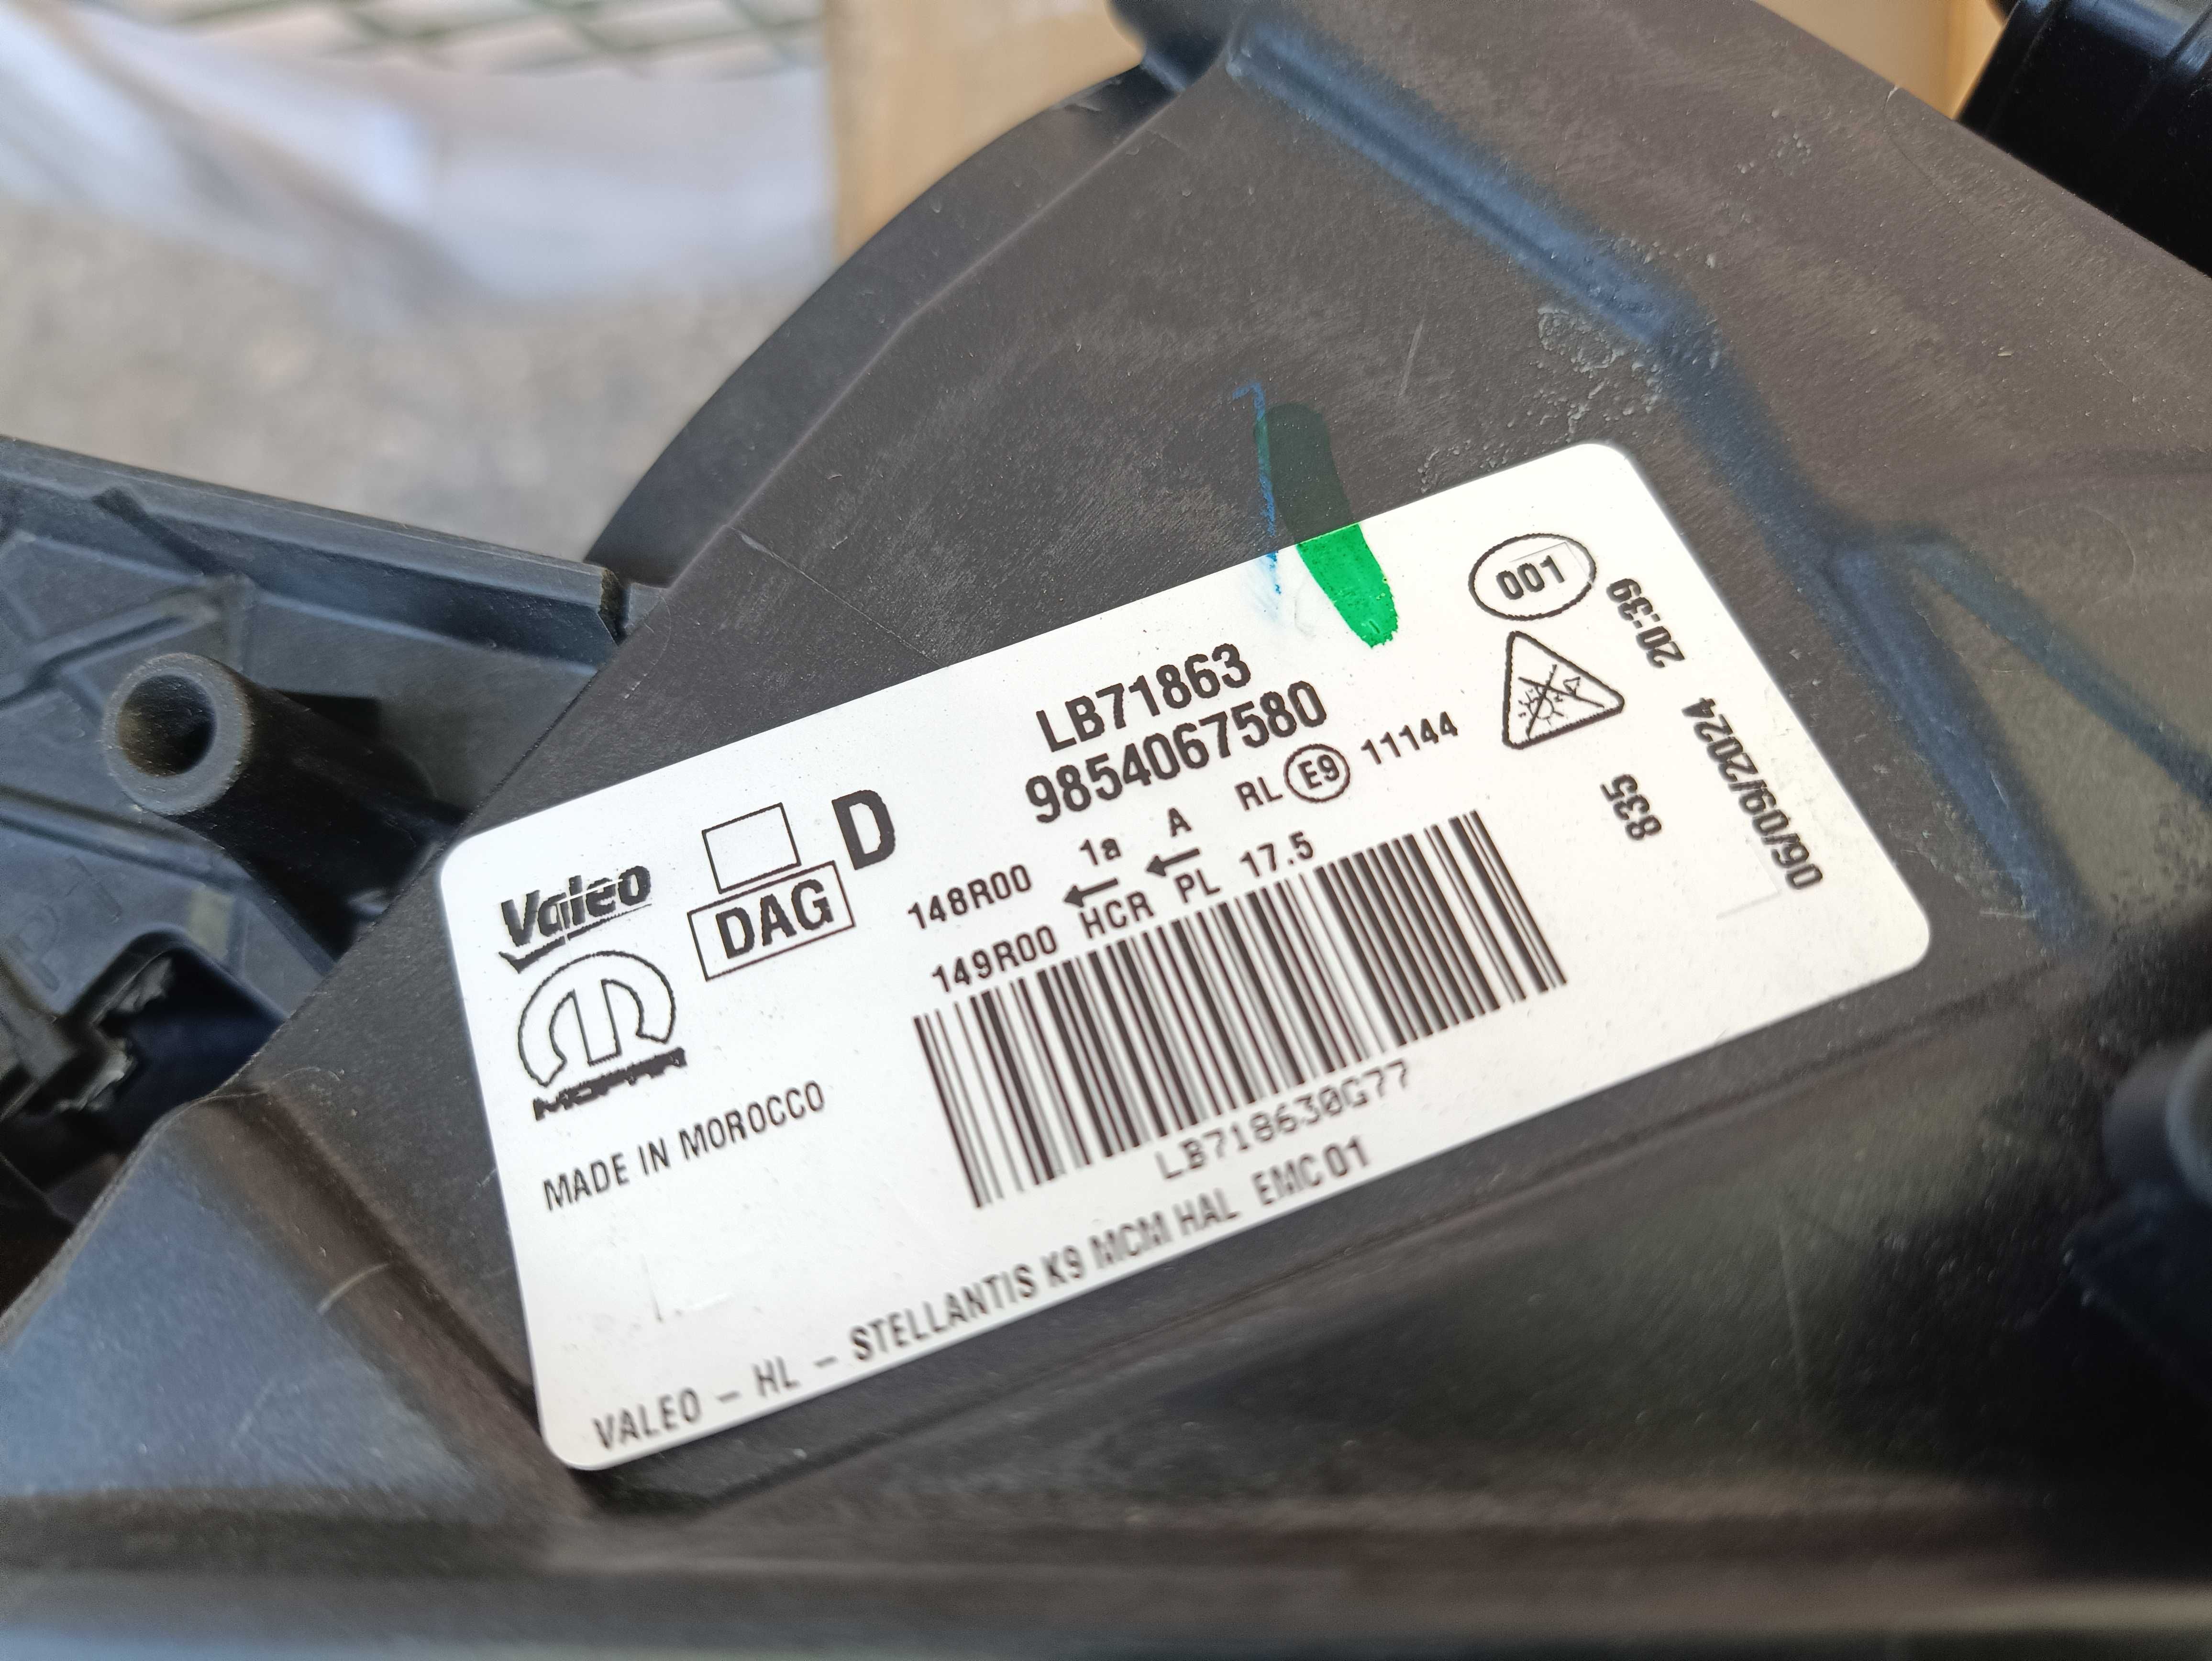 LB71863
9854067580
001
20:39
06/09/2024
835
Valeo
DAG
D
RL E9 11144
148R00 1a A
149R00 HCR PL 17.5
MOPAR
MADE IN MOROCCO
LB718630G77
VALEO - HL - STELLANTIS K9 MCM HAL EMC01